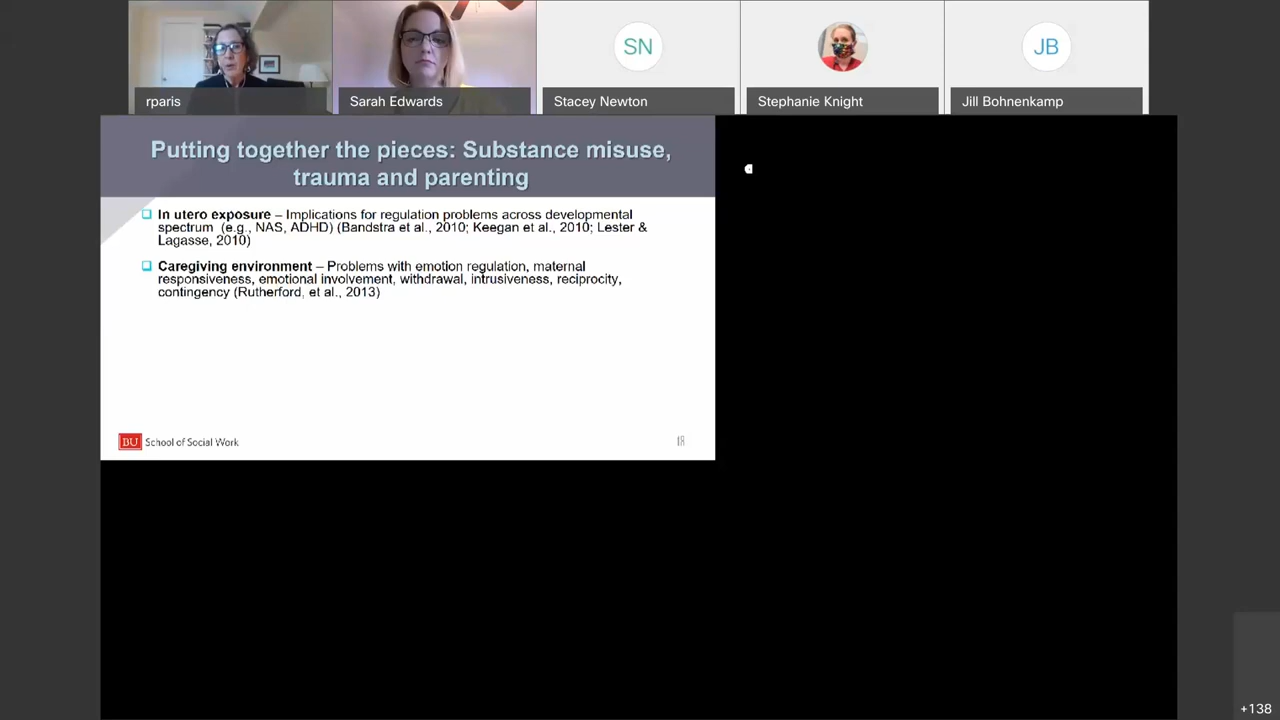 SN
JB
rparis
Sarah Edwards
Stacey Newton
Stephanie Knight
Jill Bohnenkamp
Putting together the pieces: Substance misuse,
trauma and parenting
In utero exposure – Implications for regulation problems across developmental
spectrum (e.g., NAS, ADHD) (Bandstra et al., 2010; Keegan et al., 2010; Lester &
Lagasse, 2010)
Caregiving environment – Problems with emotion regulation, maternal
responsiveness, emotional involvement, withdrawal, intrusiveness, reciprocity,
contingency (Rutherford, et al., 2013)
BU School of Social Work
18
+138